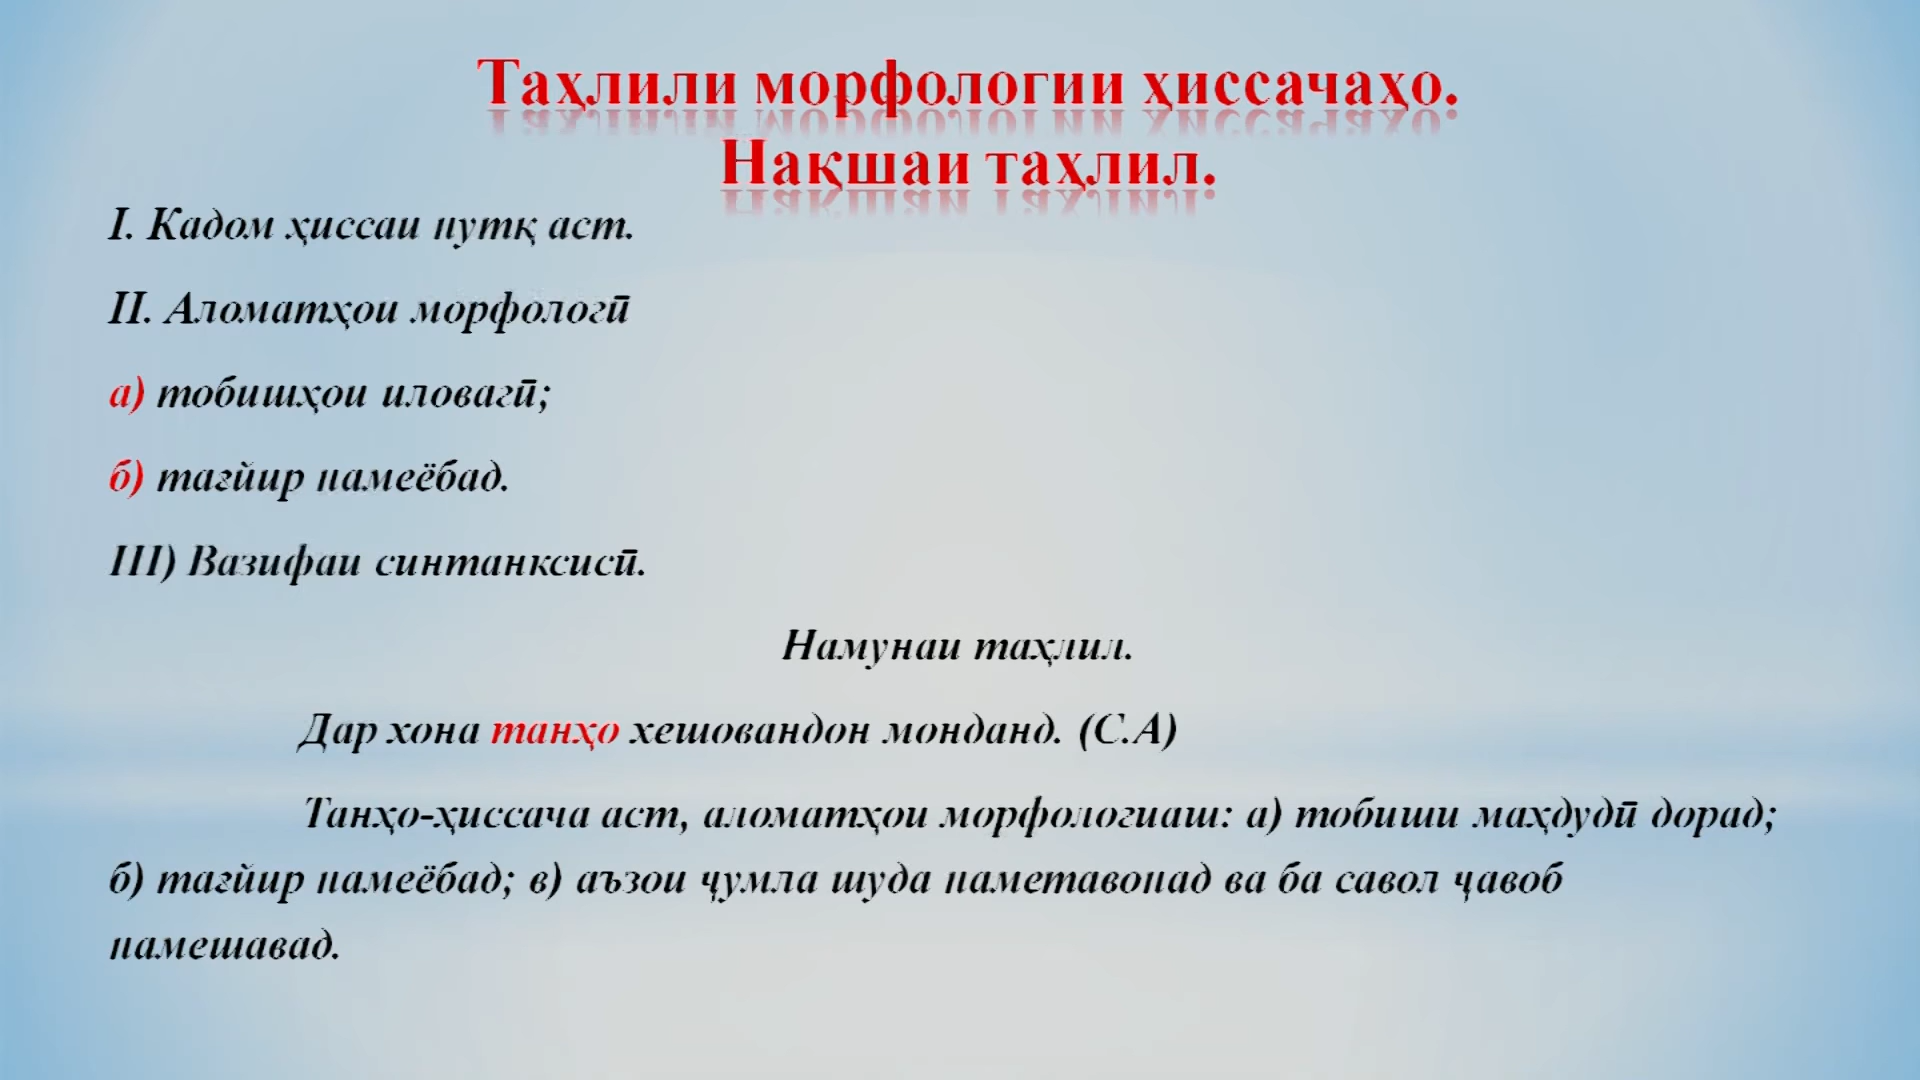 Таҳлили морфологии ҳиссачаҳо.
Нақшаи таҳлил.
I. Кадом ҳиссаи нутқ аст.
II. Аломатҳои морфологӣ
а) тобишҳои иловагӣ;
б) тағйир намеёбад.
III) Вазифаи синтанксисӣ.
Намунаи таҳлил.
Дар хона танҳо хешовандон монданд. (С.А)
Танҳо-ҳиссача аст, аломатҳои морфологиаш: а) тобиши маҳдудӣ дорад;
б) тағйир намеёбад; в) аъзои ҷумла шуда наметавонад ва ба савол ҷавоб
намешавад.